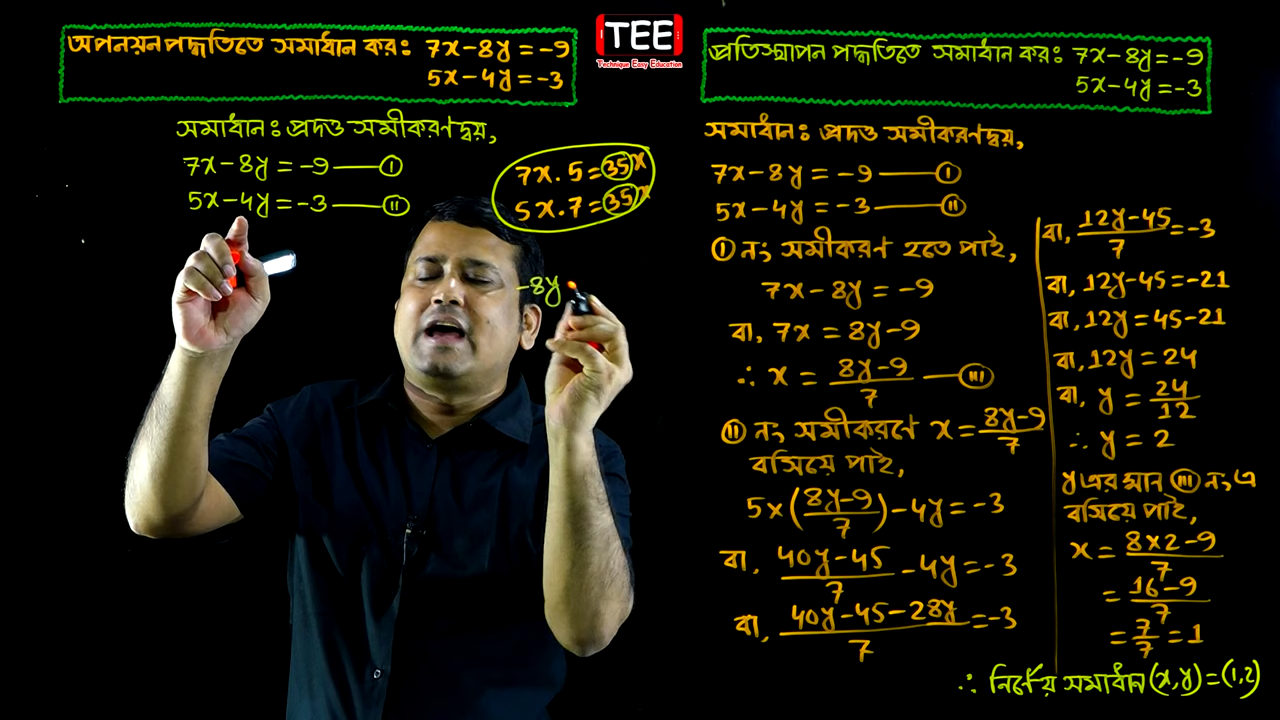 অপনয়ন পদ্ধতিতে সমাধান করঃ 7x-8y=-9
5x-4y=-3
TEE
Technique Easy Education
প্রতিস্থাপন পদ্ধতিতে সমাধান করঃ 7x-8y=-9
5x-4y=-3
সমাধানঃ প্রদত্ত সমীকরণদ্বয়,
7x-8y=-9 — (I)
5x-4y=-3 — (II)
7x.5=35x
5x.7=35x
-8y
সমাধানঃ প্রদত্ত সমীকরণদ্বয়,
7x-8y=-9 — (I)
5x-4y=-3 — (II)
(I) নং সমীকরণ হতে পাই,
7x-8y=-9
বা, 7x=8y-9
∴ x = (8y-9)/7 — (III)
(II) নং সমীকরণে x=(8y-9)/7
বসিয়ে পাই,
5×((8y-9)/7)-4y=-3
বা, (40y-45)/7 -4y=-3
বা, (40y-45-28y)/7 =-3
বা, (12y-45)/7 =-3
বা, 12y-45=-21
বা, 12y=45-21
বা, 12y=24
বা, y=24/12
∴ y=2
y এর মান (III) নং এ
বসিয়ে পাই,
x = (8×2-9)/7
= (16-9)/7
= 7/7 = 1
∴ নির্ণেয় সমাধান (x,y)=(1,2)